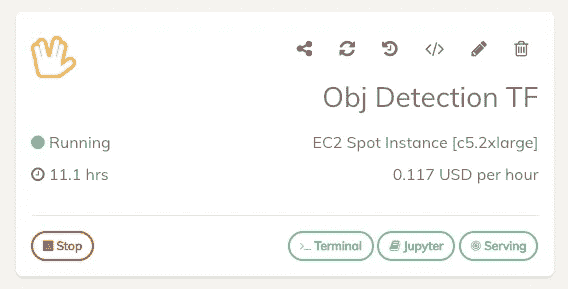 Obj Detection TF
Running
EC2 Spot Instance [c5.2xlarge]
11.1 hrs
0.117 USD per hour
Stop
Terminal
Jupyter
Serving